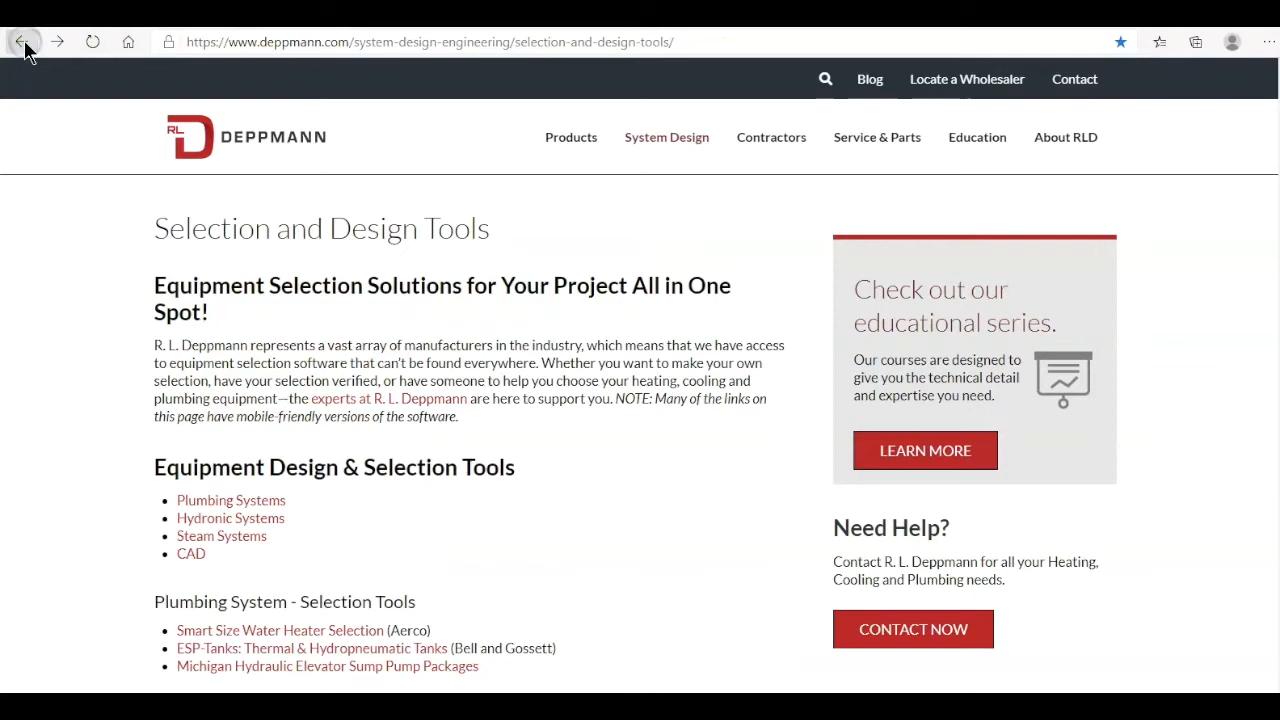 https://www.deppmann.com/system-design-engineering/selection-and-design-tools/
Blog Locate a Wholesaler Contact
RL D DEPPMANN
Products System Design Contractors Service & Parts Education About RLD
Selection and Design Tools
Equipment Selection Solutions for Your Project All in One
Spot!
R. L. Deppmann represents a vast array of manufacturers in the industry, which means that we have access
to equipment selection software that can't be found everywhere. Whether you want to make your own
selection, have your selection verified, or have someone to help you choose your heating, cooling and
plumbing equipment—the experts at R. L. Deppmann are here to support you. NOTE: Many of the links on
this page have mobile-friendly versions of the software.
Equipment Design & Selection Tools
• Plumbing Systems
• Hydronic Systems
• Steam Systems
• CAD
Plumbing System - Selection Tools
• Smart Size Water Heater Selection (Aerco)
• ESP-Tanks: Thermal & Hydropneumatic Tanks (Bell and Gossett)
• Michigan Hydraulic Elevator Sump Pump Packages
Check out our
educational series.
Our courses are designed to
give you the technical detail
and expertise you need.
LEARN MORE
Need Help?
Contact R. L. Deppmann for all your Heating,
Cooling and Plumbing needs.
CONTACT NOW